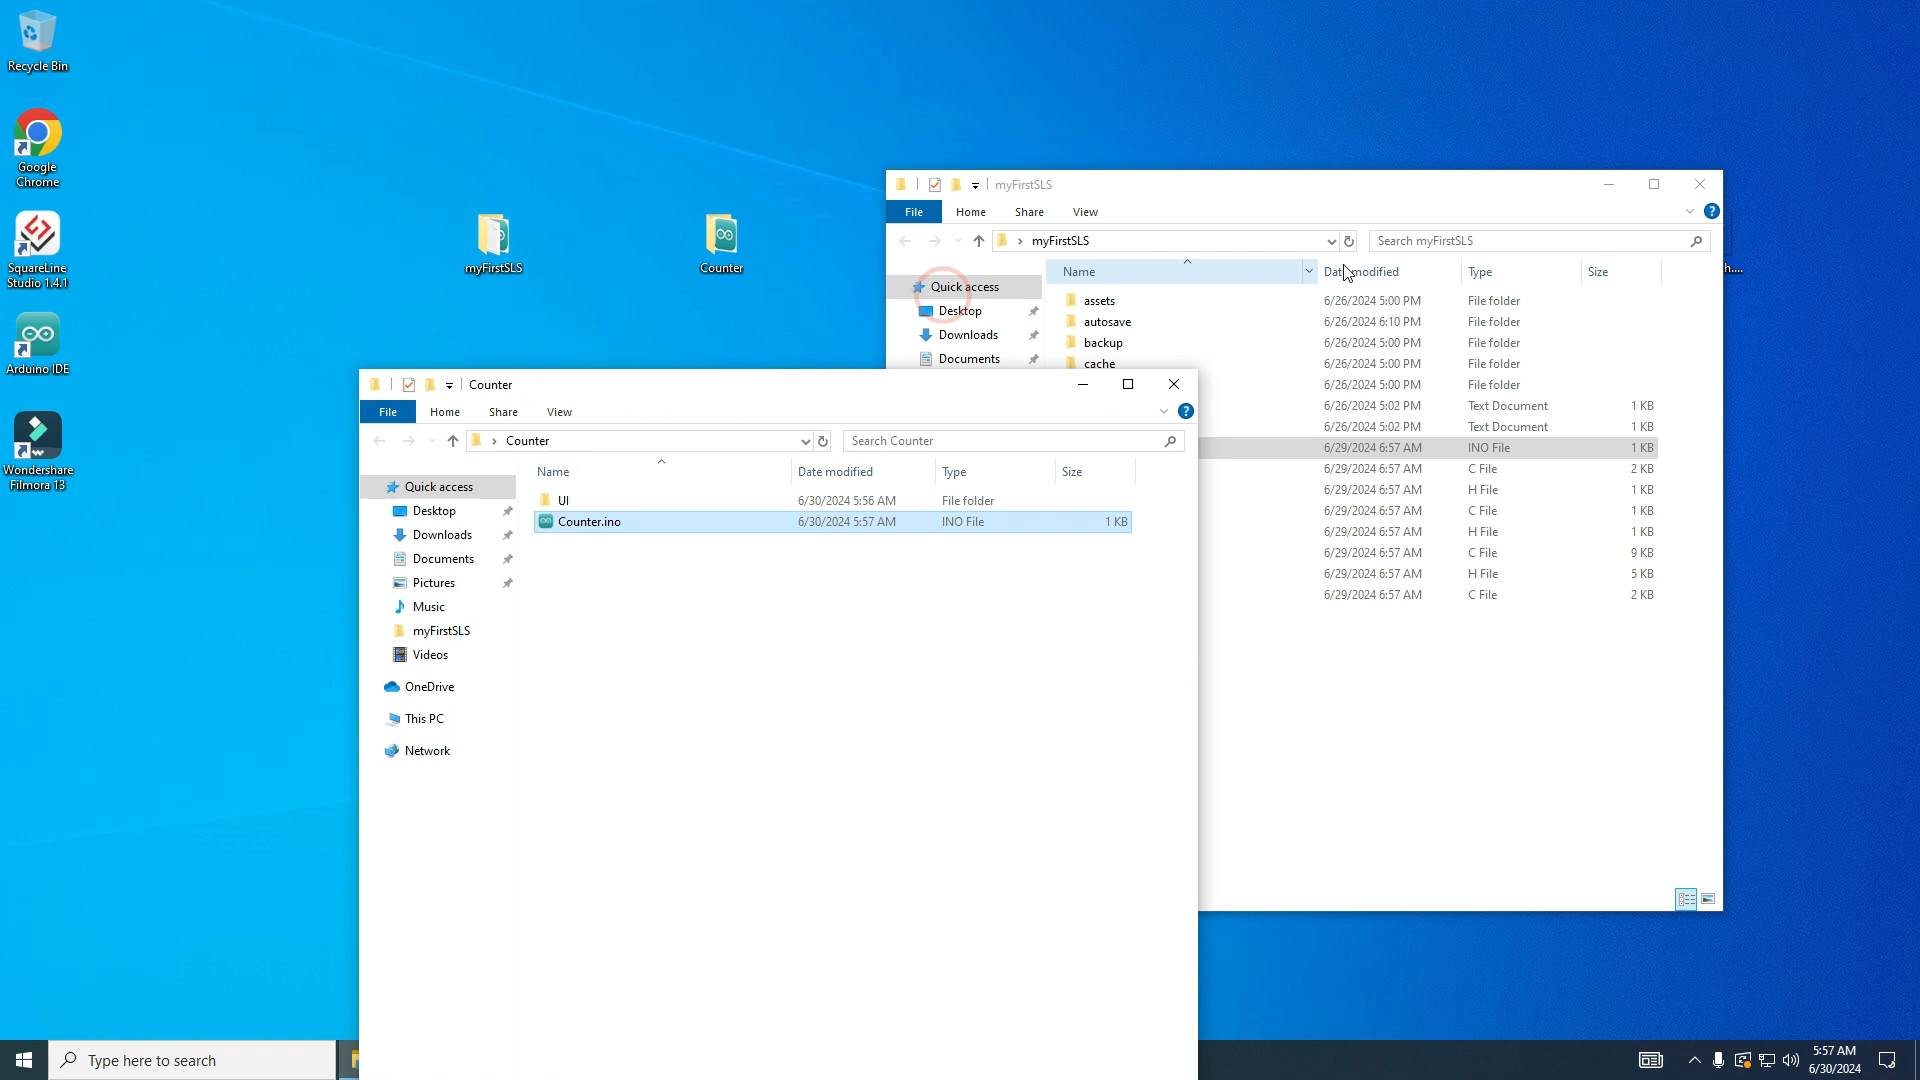 Recycle Bin
Google
Chrome
SquareLine
Studio 1.4.1
Arduino IDE
Wondershare
Filmora 13
myFirstSLS
Counter
myFirstSLS
File Home Share View
myFirstSLS
Search myFirstSLS
Quick access
Desktop
Downloads
Documents
Name Type Size
assets 6/26/2024 5:00 PM File folder
autosave 6/26/2024 6:10 PM File folder
backup 6/26/2024 5:00 PM File folder
cache 6/26/2024 5:00 PM File folder
6/26/2024 5:00 PM File folder
6/26/2024 5:02 PM Text Document 1 KB
6/26/2024 5:02 PM Text Document 1 KB
6/29/2024 6:57 AM INO File 1 KB
6/29/2024 6:57 AM C File 2 KB
6/29/2024 6:57 AM H File 1 KB
6/29/2024 6:57 AM C File 1 KB
6/29/2024 6:57 AM H File 1 KB
6/29/2024 6:57 AM C File 9 KB
6/29/2024 6:57 AM H File 5 KB
6/29/2024 6:57 AM C File 2 KB
h....
Counter
File Home Share View
Counter
Search Counter
Name Date modified Type Size
UI 6/30/2024 5:56 AM File folder
Counter.ino 6/30/2024 5:57 AM INO File 1 KB
Quick access
Desktop
Downloads
Documents
Pictures
Music
myFirstSLS
Videos
OneDrive
This PC
Network
Type here to search
5:57 AM
6/30/2024